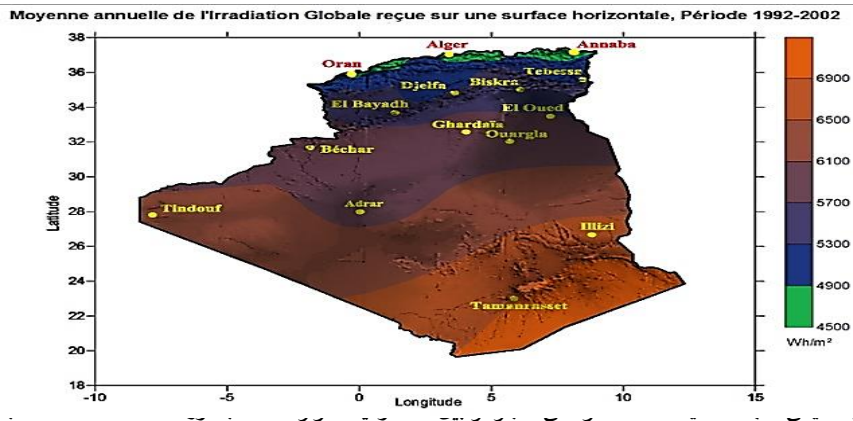 Moyenne annuelle de l'Irradiation Globale reçue sur une surface horizontale, Période 1992-2002
38
36
34
32
30
28
26
24
22
20
18
Latitude
Alger
Annaba
Oran
Tebessa
Djelfa
Biskra
El Bayadh
El Oued
Ghardaïa
Ouargla
Béchar
Adrar
Tindouf
Illizi
Tamanrasset
-10 -5 0 5 10 15
Longitude
6900
6500
6100
5700
5300
4900
4500
Wh/m²